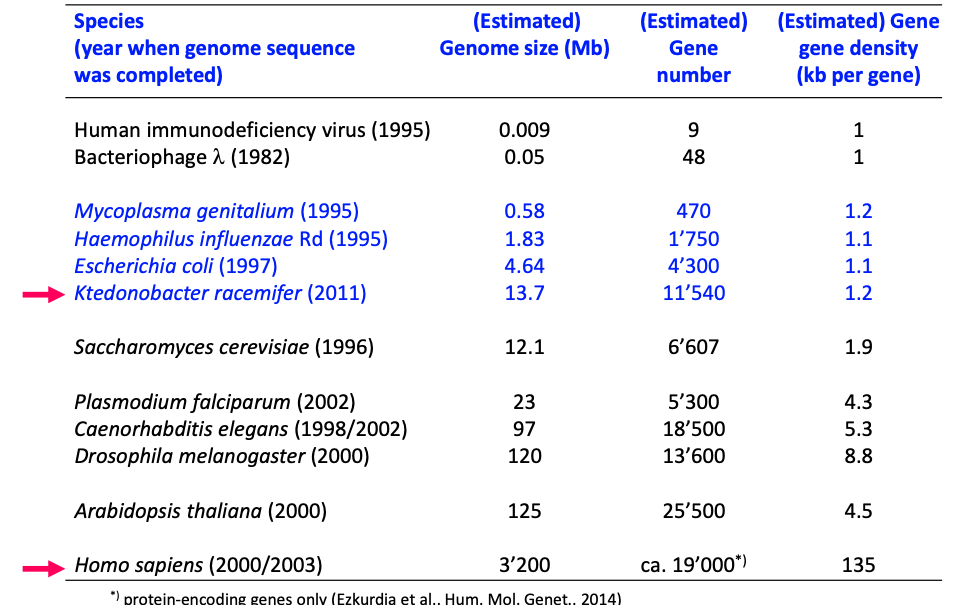 Species (Estimated) (Estimated) (Estimated) Gene
(year when genome sequence Genome size (Mb) Gene gene density
was completed) number (kb per gene)
Human immunodeficiency virus (1995) 0.009 9 1
Bacteriophage λ (1982) 0.05 48 1
Mycoplasma genitalium (1995) 0.58 470 1.2
Haemophilus influenzae Rd (1995) 1.83 1’750 1.1
Escherichia coli (1997) 4.64 4’300 1.1
Ktedonobacter racemifer (2011) 13.7 11’540 1.2
Saccharomyces cerevisiae (1996) 12.1 6’607 1.9
Plasmodium falciparum (2002) 23 5’300 4.3
Caenorhabditis elegans (1998/2002) 97 18’500 5.3
Drosophila melanogaster (2000) 120 13’600 8.8
Arabidopsis thaliana (2000) 125 25’500 4.5
Homo sapiens (2000/2003) 3’200 ca. 19’000*) 135
*) protein-encoding genes only (Ezkurdia et al., Hum. Mol. Genet., 2014)